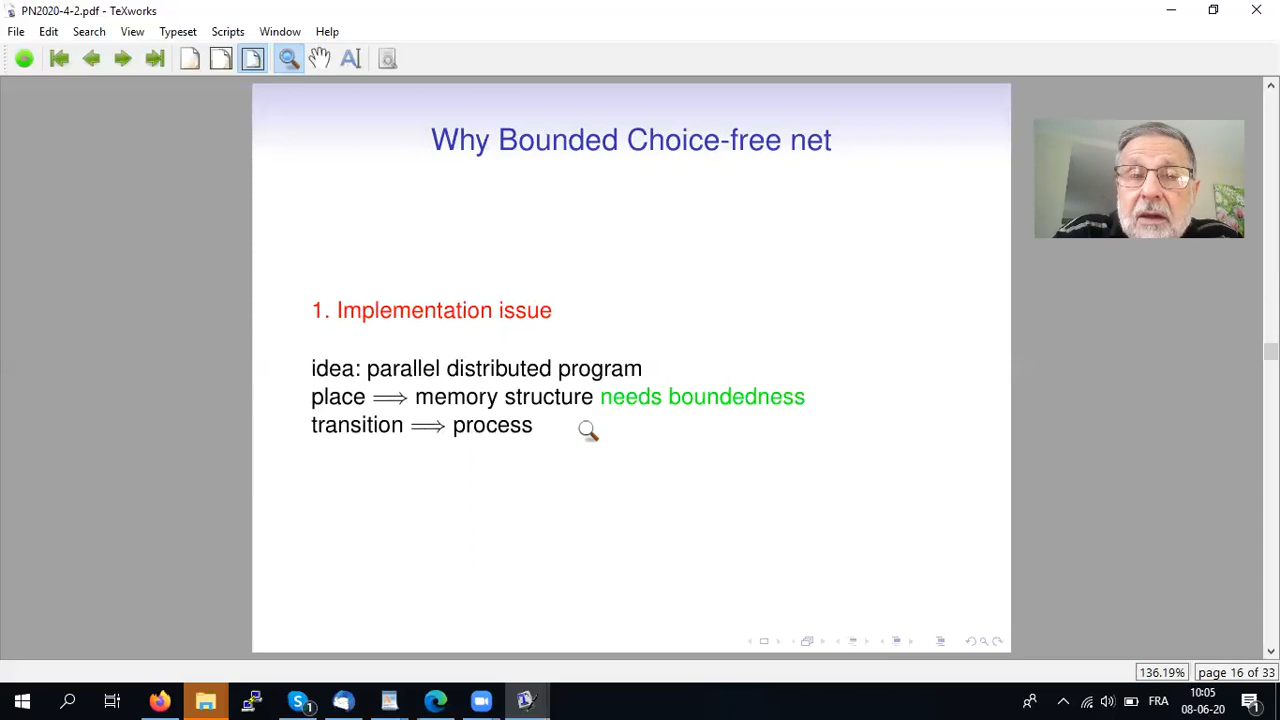 PN2020-4-2.pdf - TeXworks
File Edit Search View Typeset Scripts Window Help
Why Bounded Choice-free net
1. Implementation issue
idea: parallel distributed program
place ⟹ memory structure needs boundedness
transition ⟹ process
136.19% page 16 of 33
10:05
FRA
08-06-20
1
1